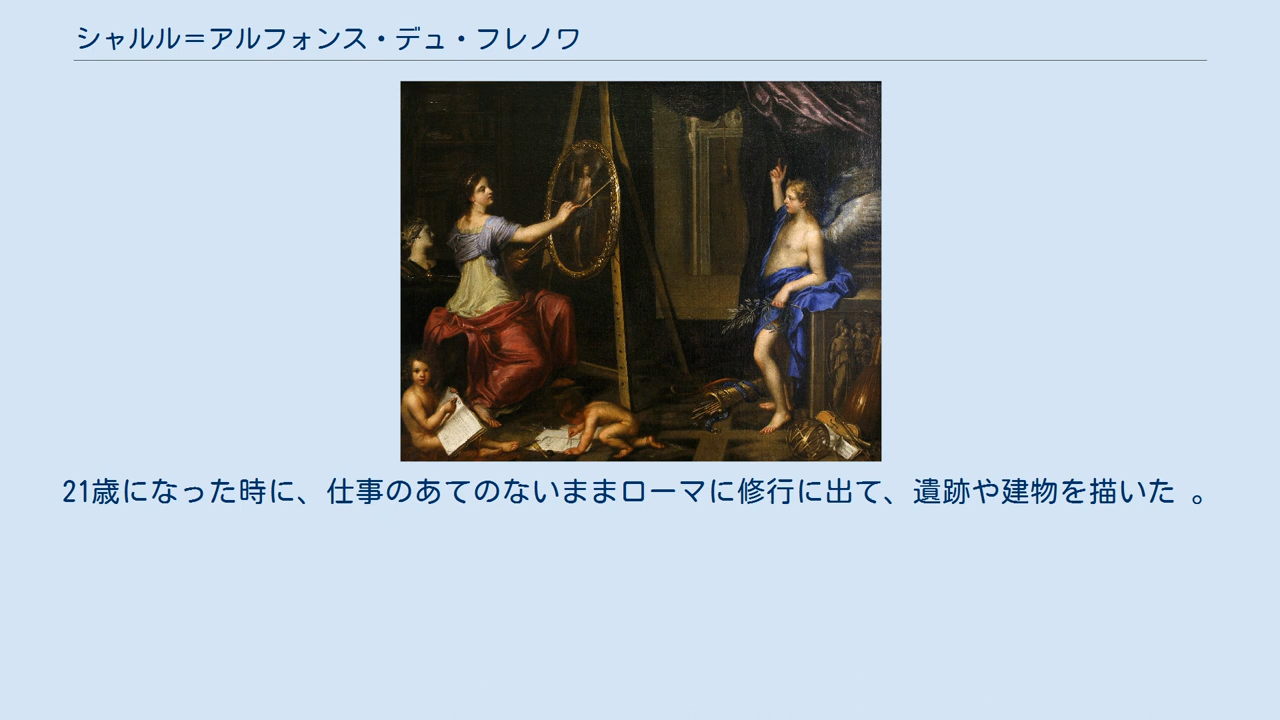 シャルル＝アルフォンス・デュ・フレノワ
21歳になった時に、仕事のあてのないままローマに修行に出て、遺跡や建物を描いた 。